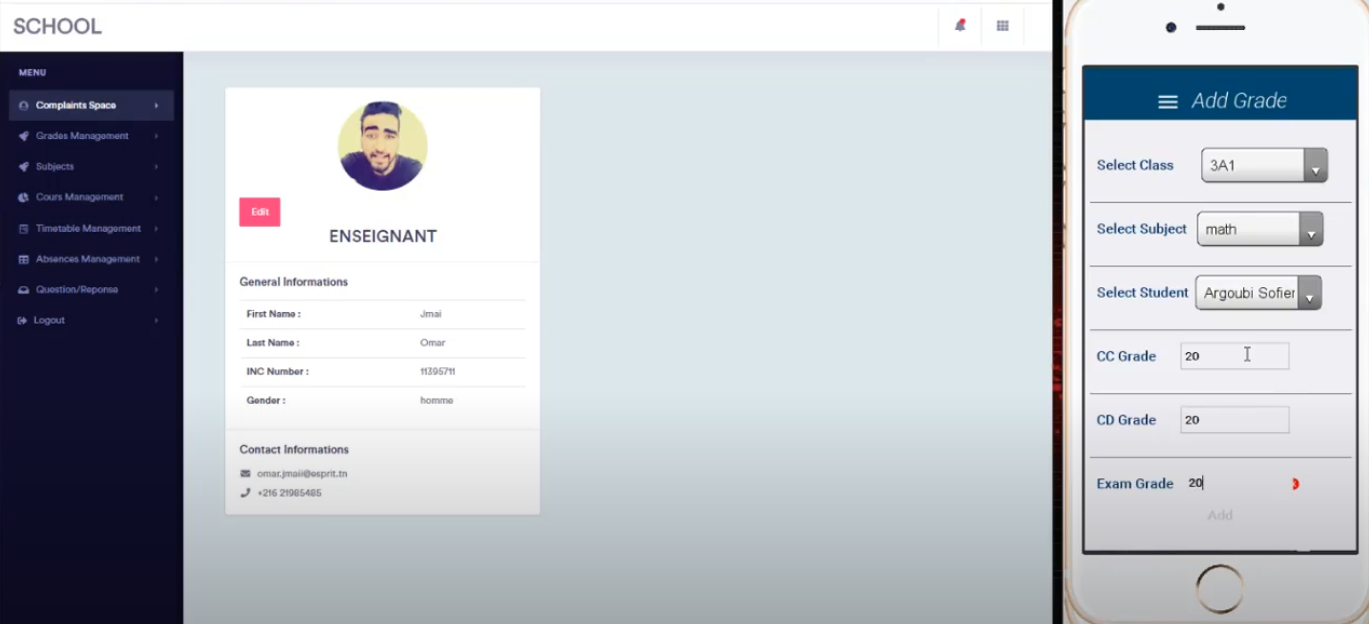 SCHOOL
MENU
Complaints Space
Grades Management
Subjects
Cours Management
Timetable Management
Absences Management
Question/Reponse
Logout
Edit
ENSEIGNANT
General Informations
First Name : Jmai
Last Name : Omar
INC Number : 11395711
Gender : homme
Contact Informations
omar.jmaii@esprit.tn
+216 21985485
Add Grade
Select Class 3A1
Select Subject math
Select Student Argoubi Sofier
CC Grade 20
CD Grade 20
Exam Grade 20
Add